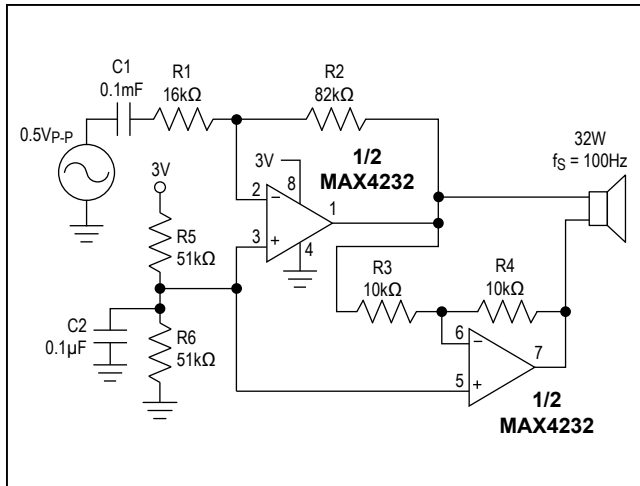 C1
0.1mF
R1
16kΩ
R2
82kΩ
0.5VP-P
32W
fS = 100Hz
3V
1/2
MAX4232
3V
8
2
−
1
3
+
4
R5
51kΩ
R3
10kΩ
R4
10kΩ
C2
0.1µF
R6
51kΩ
6
−
7
5
+
1/2
MAX4232